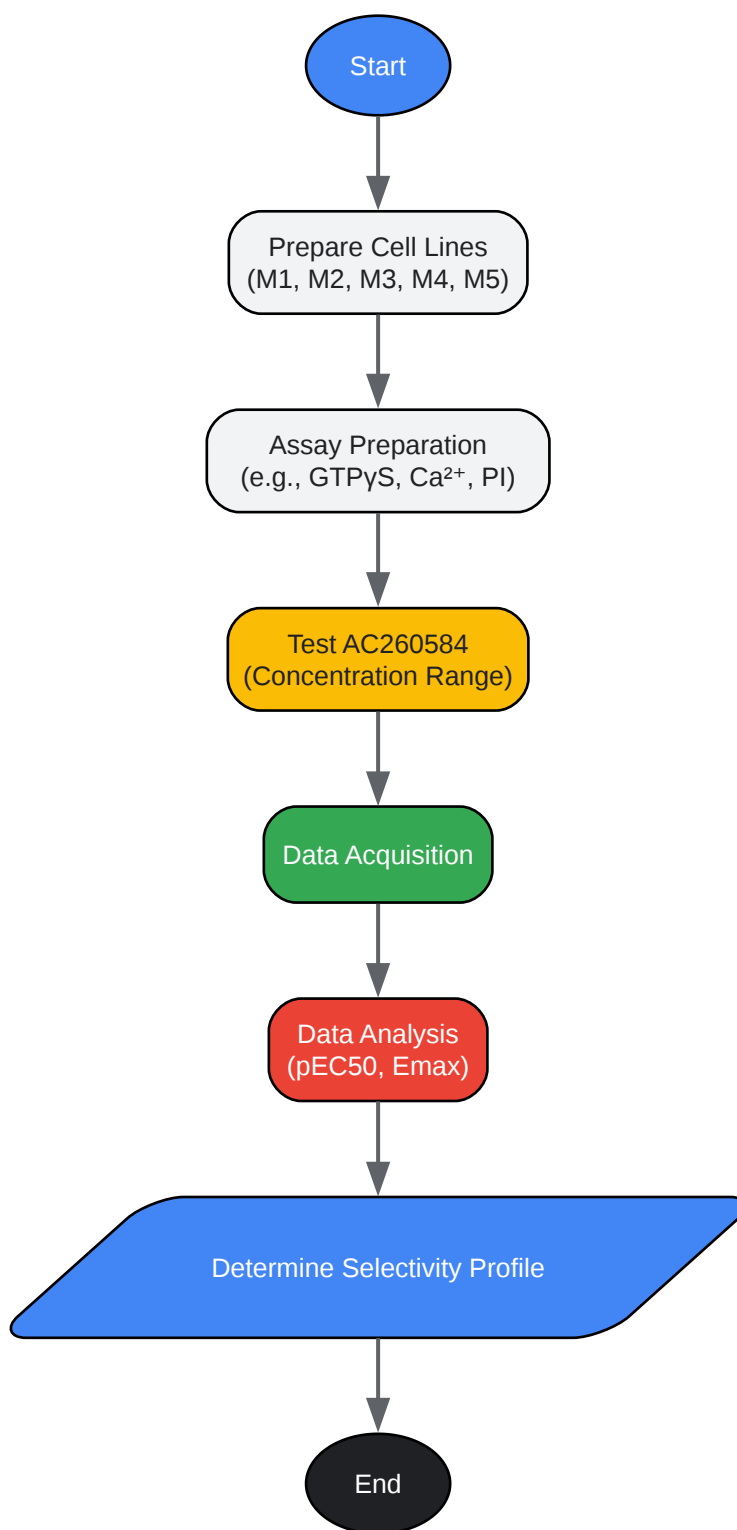 Start
Prepare Cell Lines
(M1, M2, M3, M4, M5)
Assay Preparation
(e.g., GTPγS, Ca²⁺, PI)
Test AC260584
(Concentration Range)
Data Acquisition
Data Analysis
(pEC50, Emax)
Determine Selectivity Profile
End